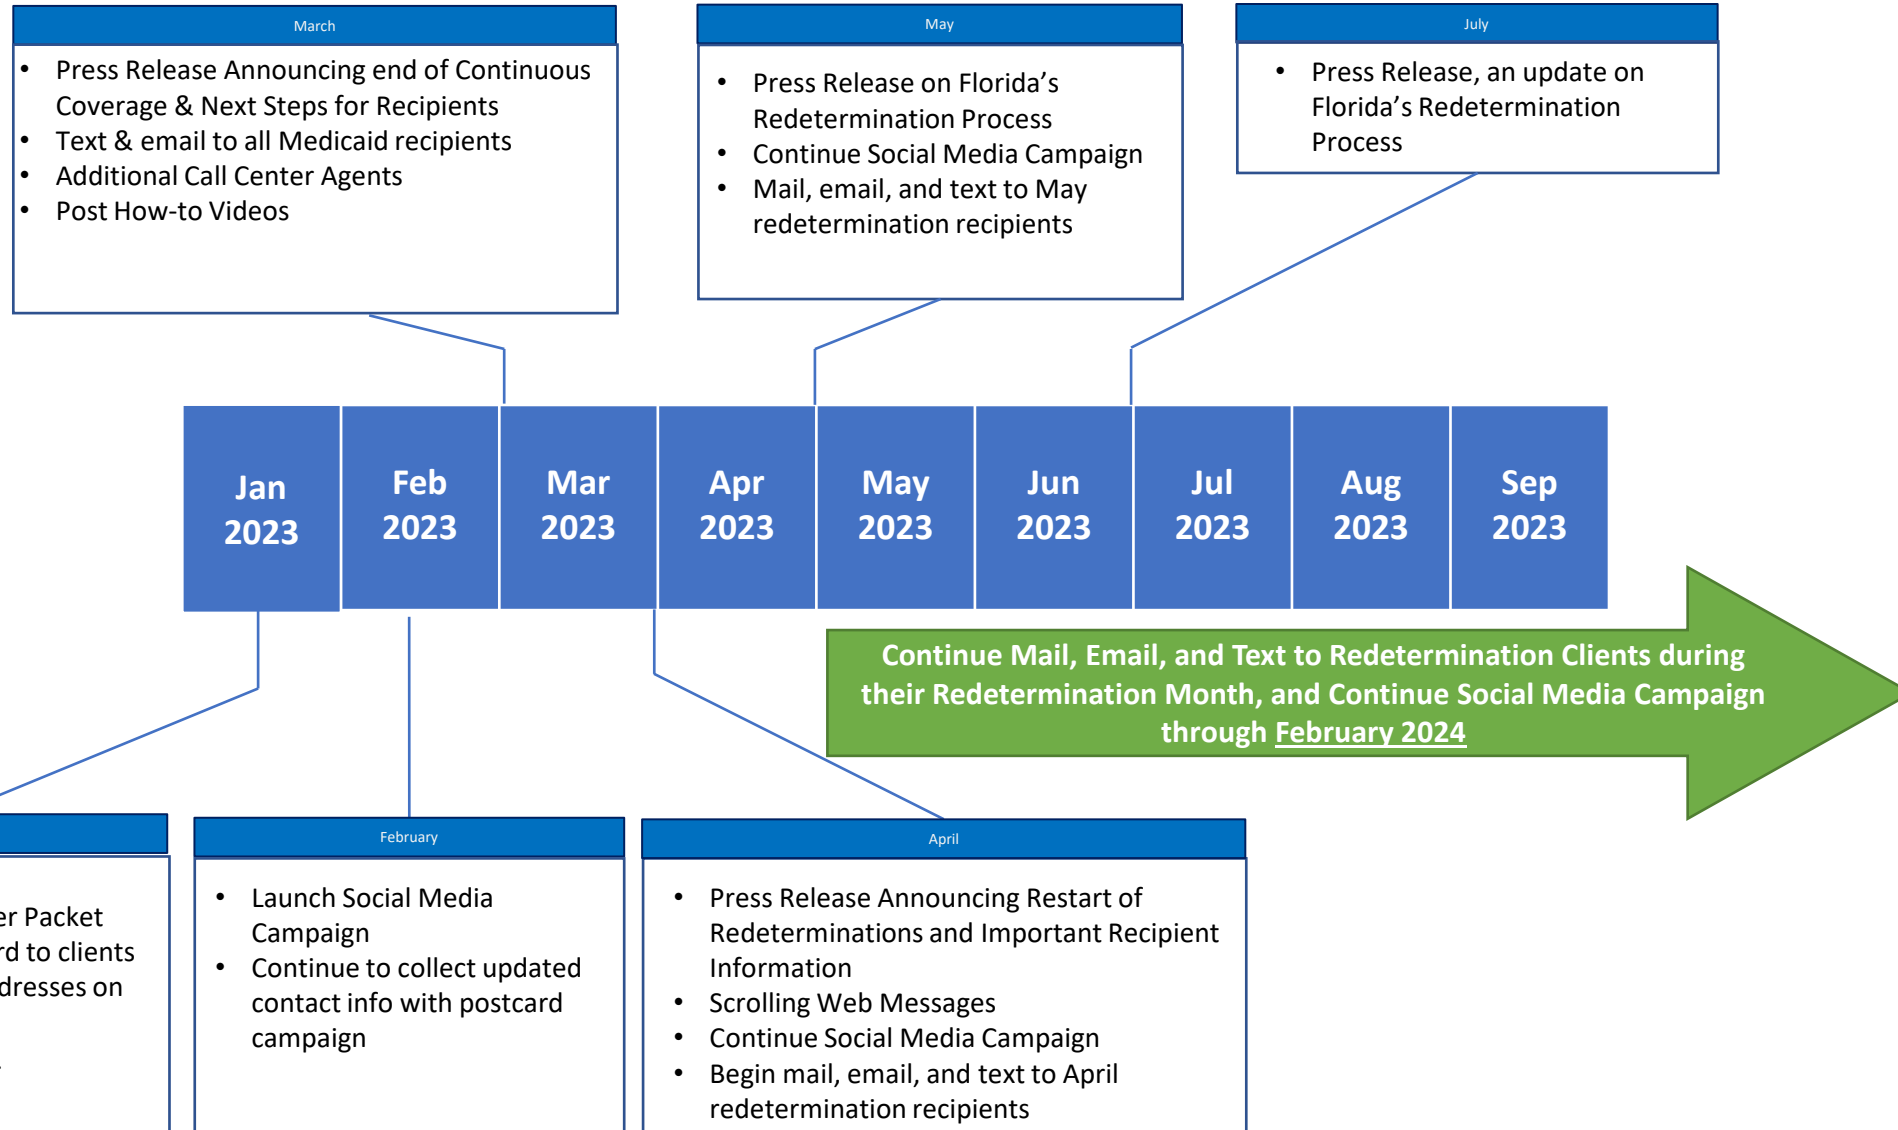 March
• Press Release Announcing end of Continuous
Coverage & Next Steps for Recipients
• Text & email to all Medicaid recipients
• Additional Call Center Agents
• Post How-to Videos
May
• Press Release on Florida’s
Redetermination Process
• Continue Social Media Campaign
• Mail, email, and text to May
redetermination recipients
July
• Press Release, an update on
Florida’s Redetermination
Process
Jan
2023
Feb
2023
Mar
2023
Apr
2023
May
2023
Jun
2023
Jul
2023
Aug
2023
Sep
2023
Continue Mail, Email, and Text to Redetermination Clients during
their Redetermination Month, and Continue Social Media Campaign
through February 2024
Packet
to clients
on
February
• Launch Social Media
Campaign
• Continue to collect updated
contact info with postcard
campaign
April
• Press Release Announcing Restart of
Redeterminations and Important Recipient
Information
• Scrolling Web Messages
• Continue Social Media Campaign
• Begin mail, email, and text to April
redetermination recipients